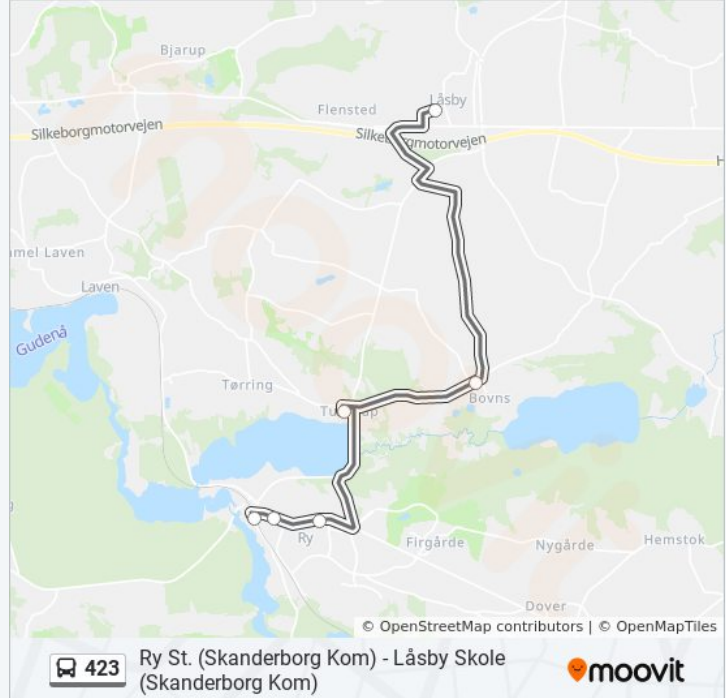 Bjarup
Låsby
Flensted
Silkeborgmotorvejen
Silkeborgmotorvejen
H
mel Laven
Laven
Gudenå
Tørring
Bovns
Ry
Firgårde
Nygårde
Hemstok
Dover
© OpenStreetMap contributors | © OpenMapTiles
423
Ry St. (Skanderborg Kom) - Låsby Skole
(Skanderborg Kom)
moovit